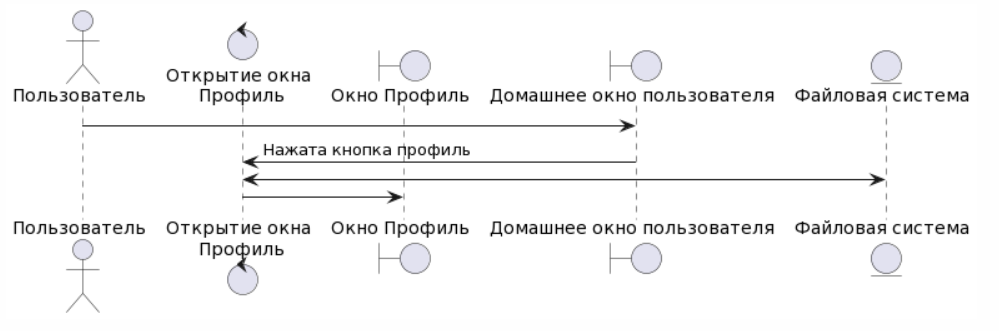 Пользователь
Открытие окна
Профиль
Окно Профиль
Домашнее окно пользователя
Файловая система
Нажата кнопка профиль
Пользователь
Открытие окна
Профиль
Окно Профиль
Домашнее окно пользователя
Файловая система